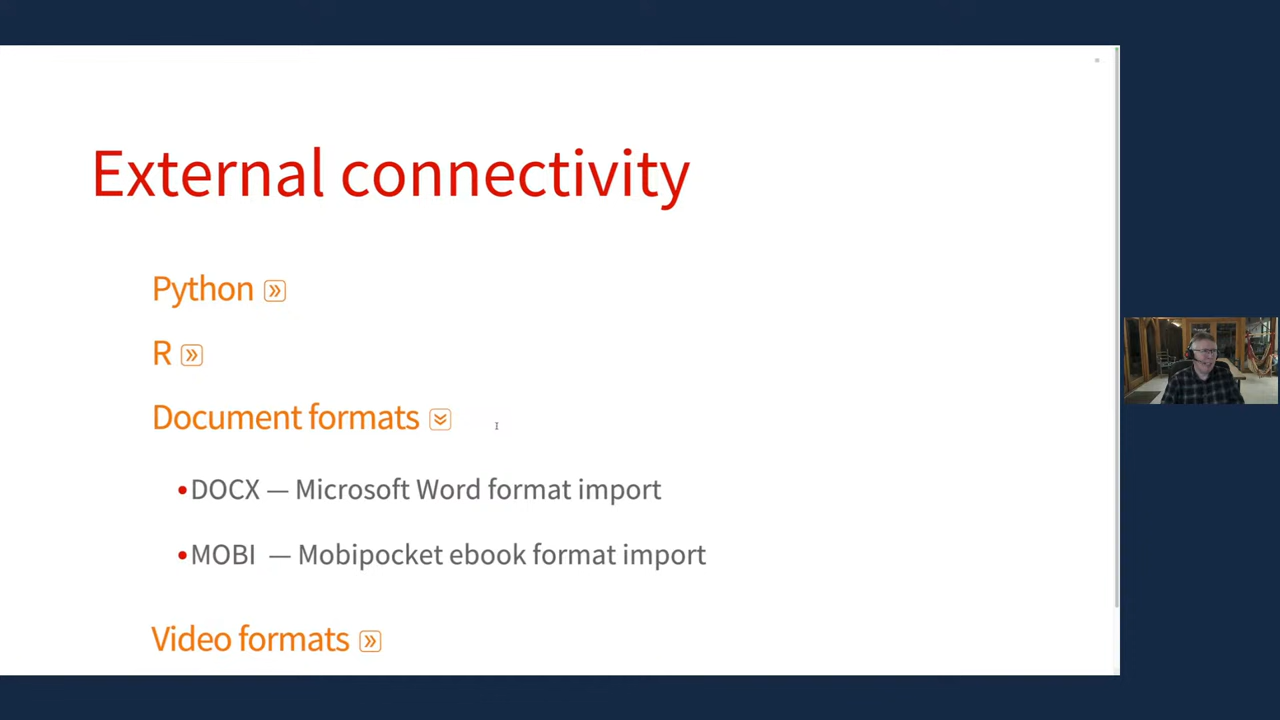 External connectivity
Python
R
Document formats
•DOCX — Microsoft Word format import
•MOBI — Mobipocket ebook format import
Video formats